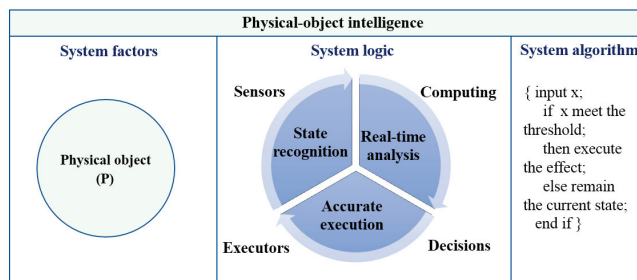 Physical-object intelligence
System factors
System logic
System algorithm
Physical object
(P)
Sensors
Computing
State
recognition
Real-time
analysis
Accurate
execution
Executors
Decisions
{ input x;
if x meet the
threshold;
then execute
the effect;
else remain
the current state;
end if }